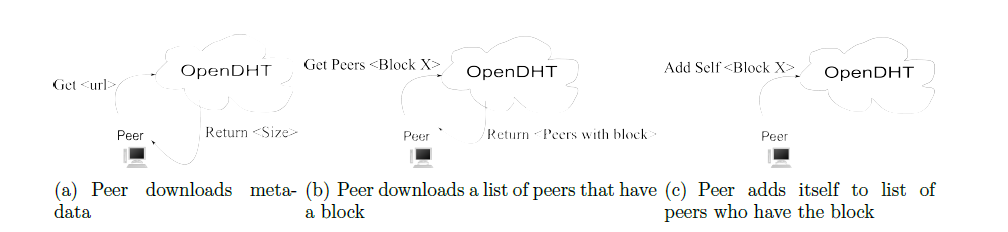 Get <url>
OpenDHT
Peer
Return <Size>
(a) Peer downloads meta-
data
Get Peers <Block X>
OpenDHT
Peer
Return <Peers with block>
(b) Peer downloads a list of peers that have
a block
Add Self <Block X>
OpenDHT
Peer
(c) Peer adds itself to list of
peers who have the block